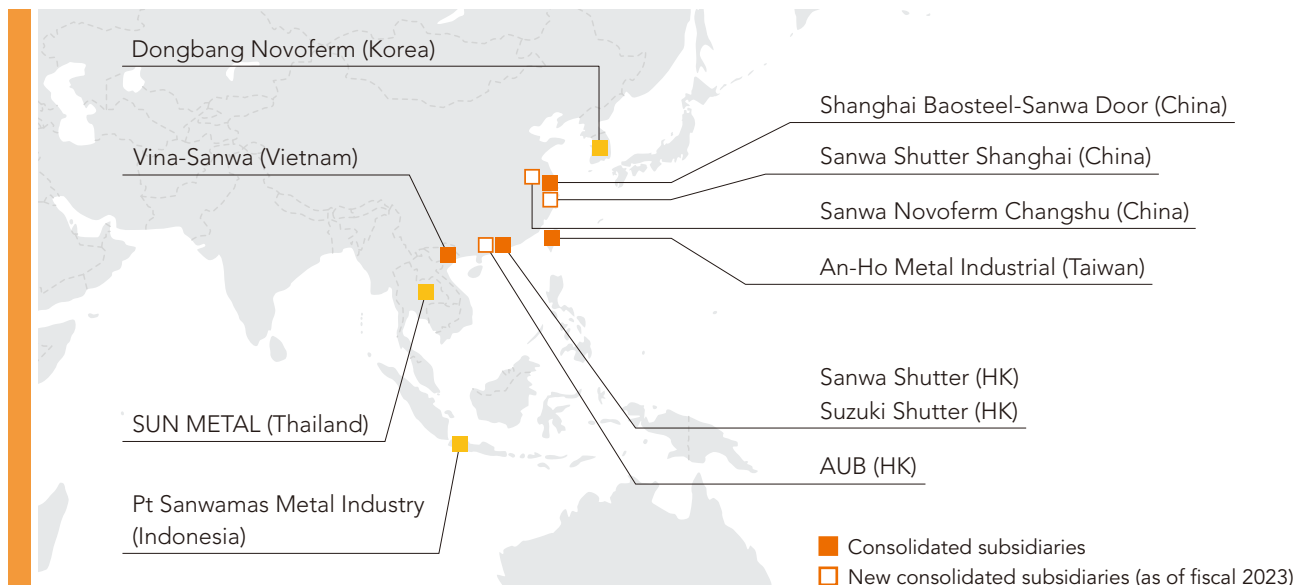 Dongbang Novoferm (Korea)
Vina-Sanwa (Vietnam)
SUN METAL (Thailand)
Pt Sanwamas Metal Industry
(Indonesia)
Shanghai Baosteel-Sanwa Door (China)
Sanwa Shutter Shanghai (China)
Sanwa Novoferm Changshu (China)
An-Ho Metal Industrial (Taiwan)
Sanwa Shutter (HK)
Suzuki Shutter (HK)
AUB (HK)
Consolidated subsidiaries
New consolidated subsidiaries (as of fiscal 2023)